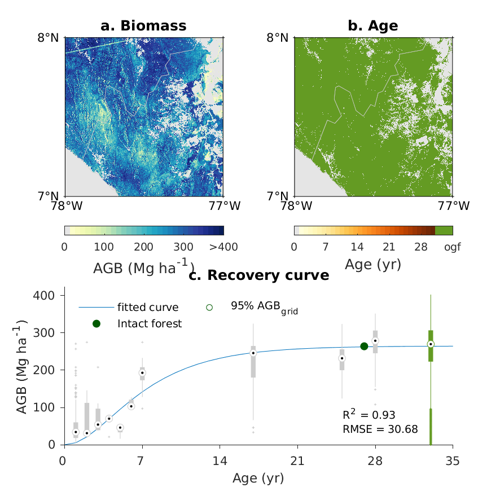 a. Biomass
b. Age
8°N
7°N
78°W
77°W
8°N
7°N
78°W
77°W
0 100 200 300 >400
AGB (Mg ha⁻¹)
0 7 14 21 28 ogf
Age (yr)
c. Recovery curve
AGB (Mg ha⁻¹)
400
300
200
100
0
fitted curve
95% AGB_grid
Intact forest
R² = 0.93
RMSE = 30.68
0 7 14 21 28 35
Age (yr)